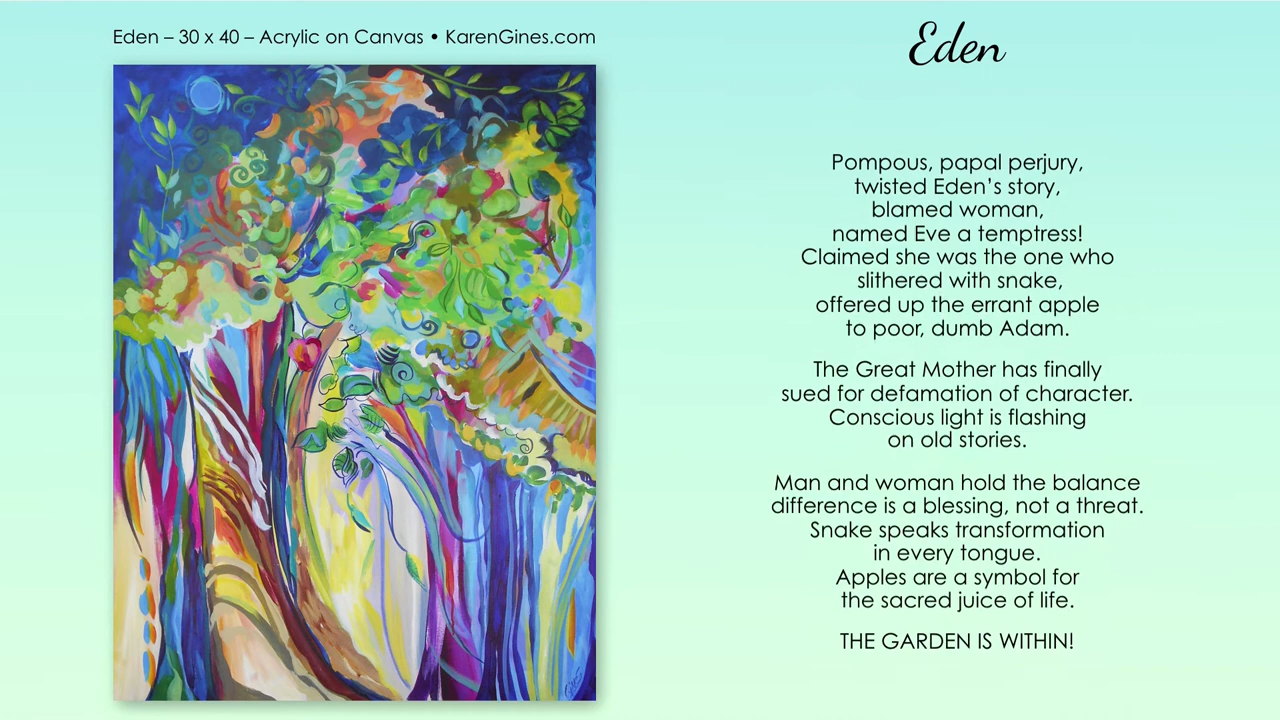 Eden – 30 x 40 – Acrylic on Canvas • KarenGines.com
Eden
Pompous, papal perjury,
twisted Eden’s story,
blamed woman,
named Eve a temptress!
Claimed she was the one who
slithered with snake,
offered up the errant apple
to poor, dumb Adam.
The Great Mother has finally
sued for defamation of character.
Conscious light is flashing
on old stories.
Man and woman hold the balance
difference is a blessing, not a threat.
Snake speaks transformation
in every tongue.
Apples are a symbol for
the sacred juice of life.
THE GARDEN IS WITHIN!